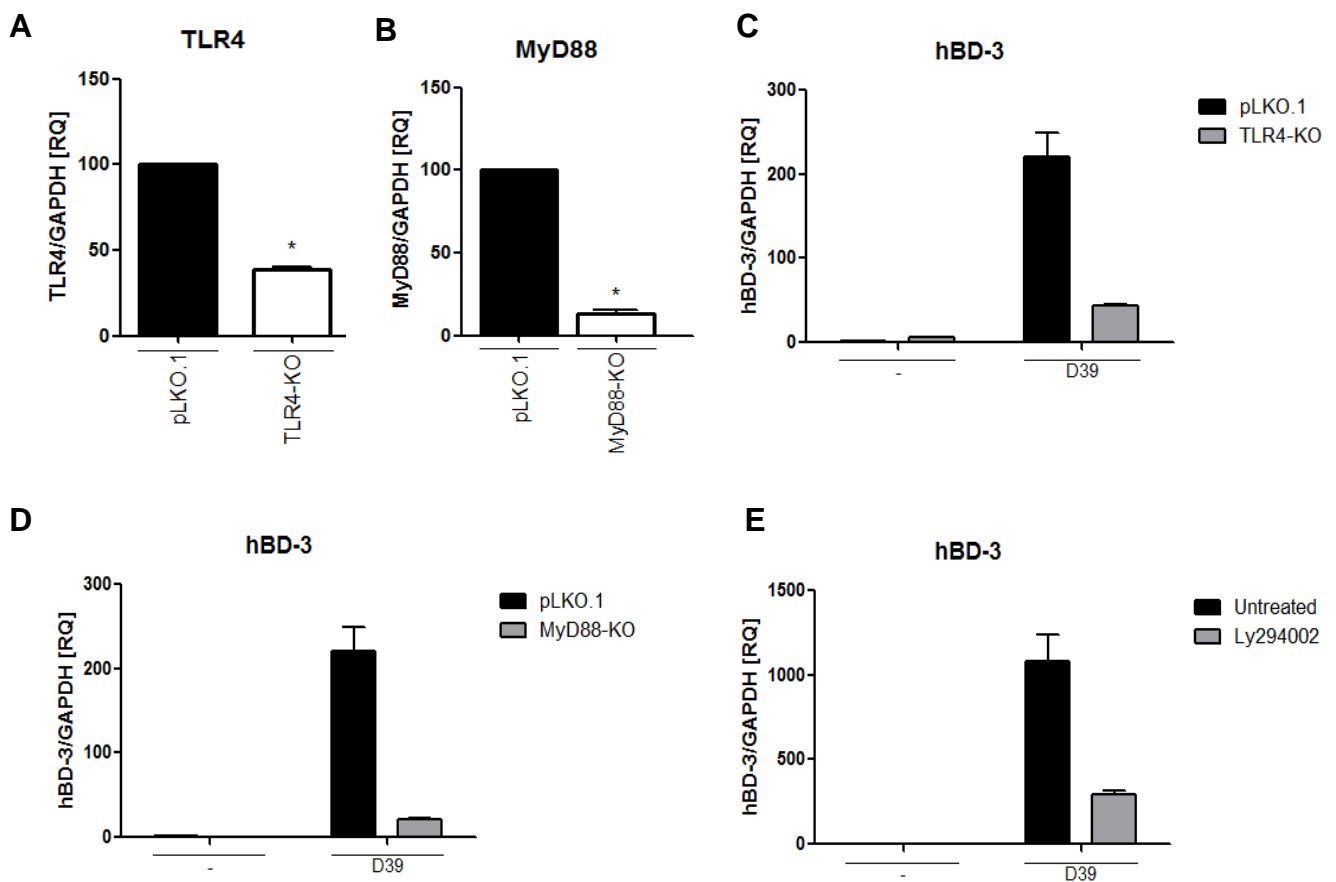 A
TLR4
TLR4/GAPDH [RQ]
150
100
50
0
*
pLKO.1
TLR4-KO
B
MyD88
MyD88/GAPDH [RQ]
150
100
50
0
*
pLKO.1
MyD88-KO
C
hBD-3
hBD-3/GAPDH [RQ]
300
200
100
0
-
D39
pLKO.1
TLR4-KO
D
hBD-3
hBD-3/GAPDH [RQ]
300
200
100
0
-
D39
pLKO.1
MyD88-KO
E
hBD-3
hBD-3/GAPDH [RQ]
1500
1000
500
0
-
D39
Untreated
Ly294002